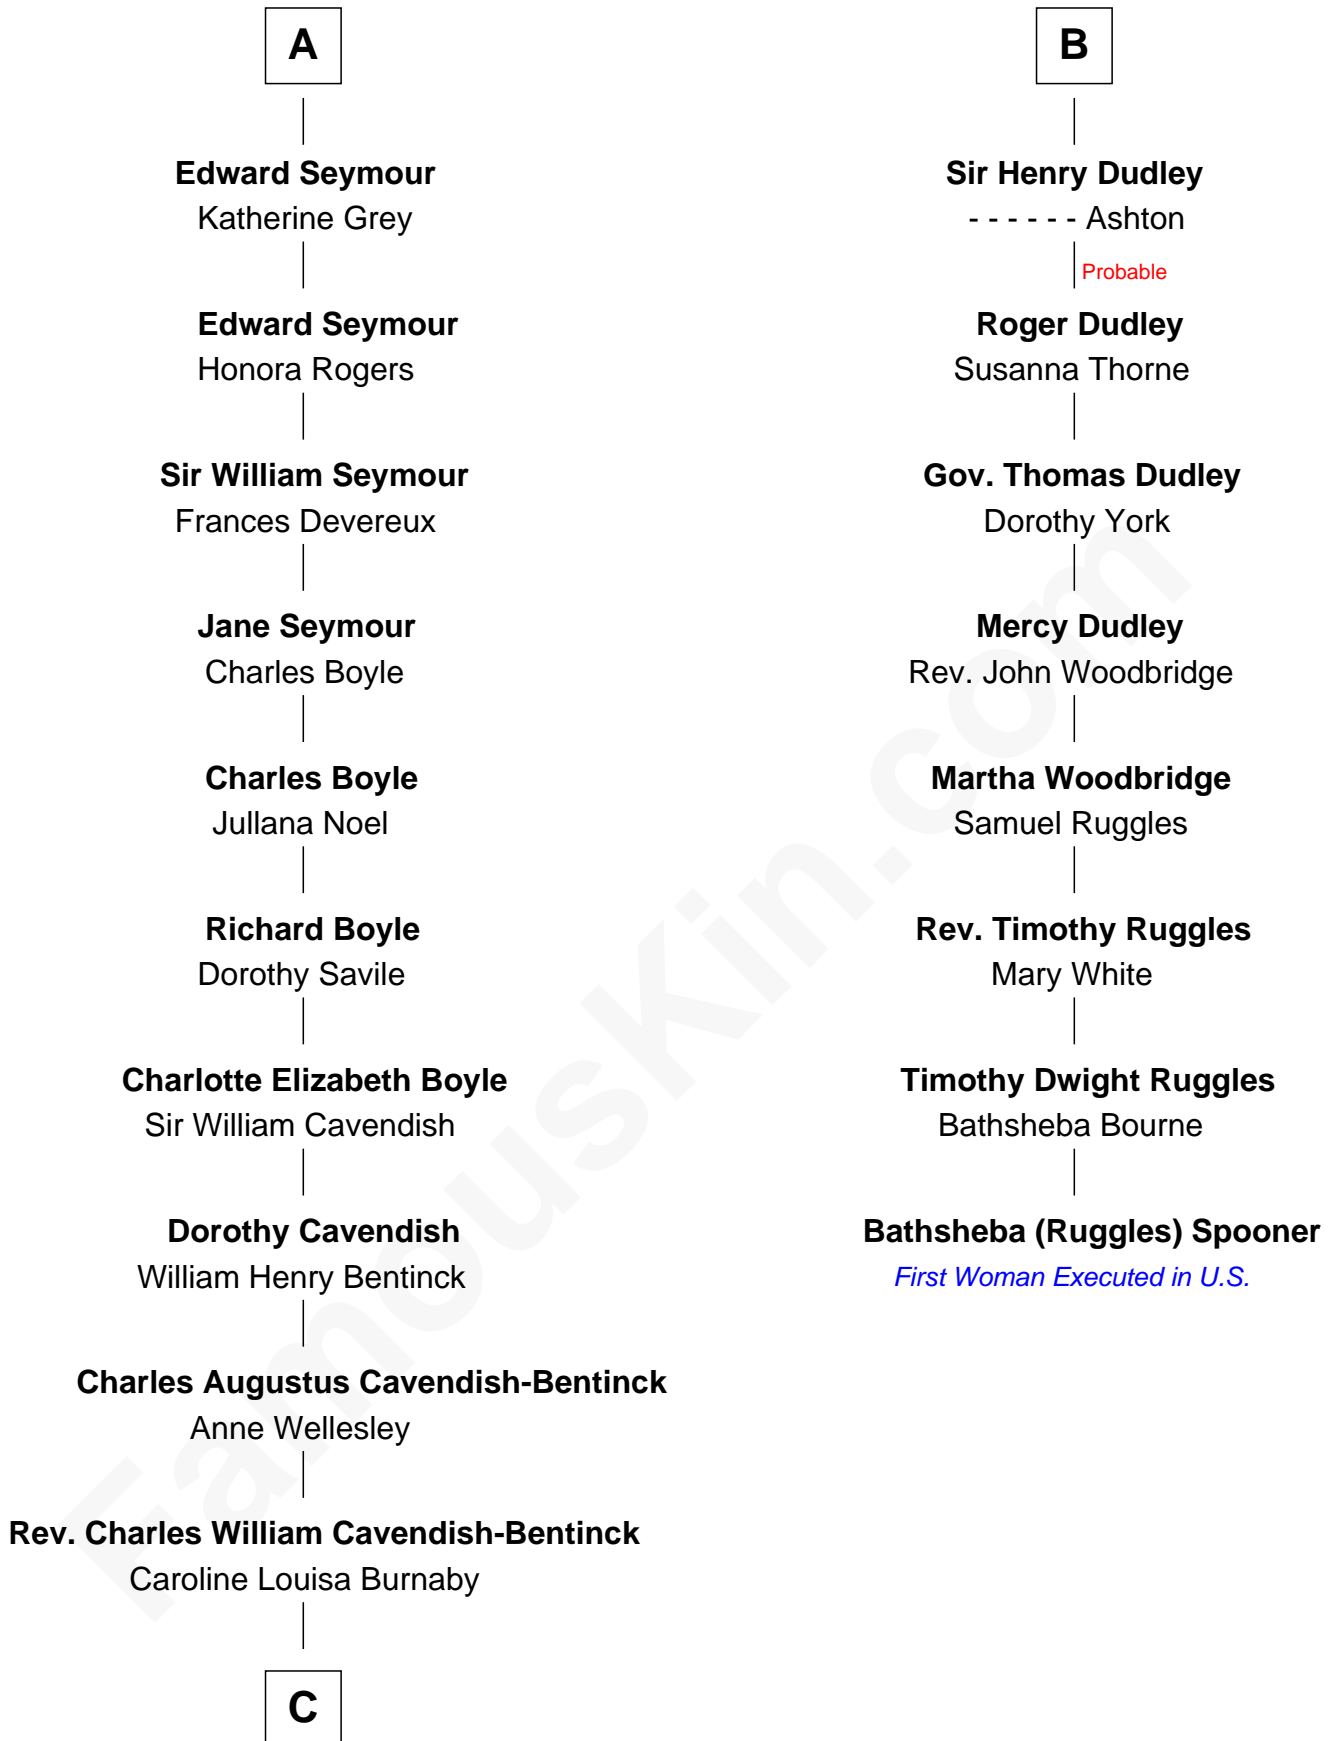 A
Edward Seymour
Katherine Grey
Edward Seymour
Honora Rogers
Sir William Seymour
Frances Devereux
Jane Seymour
Charles Boyle
Charles Boyle
Jullana Noel
Richard Boyle
Dorothy Savile
Charlotte Elizabeth Boyle
Sir William Cavendish
Dorothy Cavendish
William Henry Bentinck
Charles Augustus Cavendish-Bentinck
Anne Wellesley
Rev. Charles William Cavendish-Bentinck
Caroline Louisa Burnaby
C
B
Sir Henry Dudley
- - - - - - Ashton
Probable
Roger Dudley
Susanna Thorne
Gov. Thomas Dudley
Dorothy York
Mercy Dudley
Rev. John Woodbridge
Martha Woodbridge
Samuel Ruggles
Rev. Timothy Ruggles
Mary White
Timothy Dwight Ruggles
Bathsheba Bourne
Bathsheba (Ruggles) Spooner
First Woman Executed in U.S.
FamousKin.com